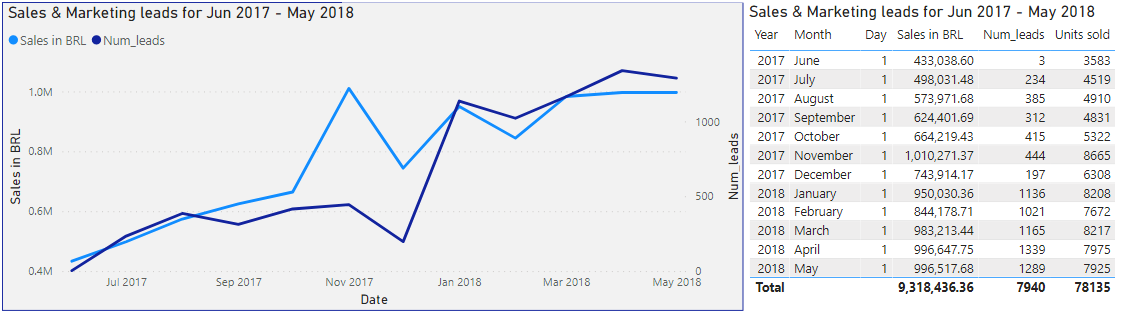 Sales & Marketing leads for Jun 2017 - May 2018
Sales in BRL Num_leads
1.0M
0.8M
0.6M
0.4M
Sales in BRL
1000
500
0
Num_leads
Jul 2017 Sep 2017 Nov 2017 Jan 2018 Mar 2018 May 2018
Date
Sales & Marketing leads for Jun 2017 - May 2018
Year Month Day Sales in BRL Num_leads Units sold
2017 June 1 433,038.60 3 3583
2017 July 1 498,031.48 234 4519
2017 August 1 573,971.68 385 4910
2017 September 1 624,401.69 312 4831
2017 October 1 664,219.43 415 5322
2017 November 1 1,010,271.37 444 8665
2017 December 1 743,914.17 197 6308
2018 January 1 950,030.36 1136 8208
2018 February 1 844,178.71 1021 7672
2018 March 1 983,213.44 1165 8217
2018 April 1 996,647.75 1339 7975
2018 May 1 996,517.68 1289 7925
Total 9,318,436.36 7940 78135